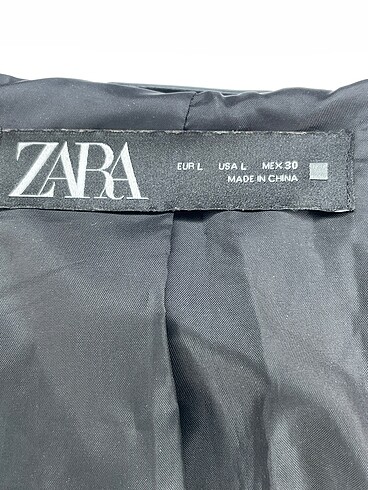 ZARA
EUR L USA L MEX 30
MADE IN CHINA